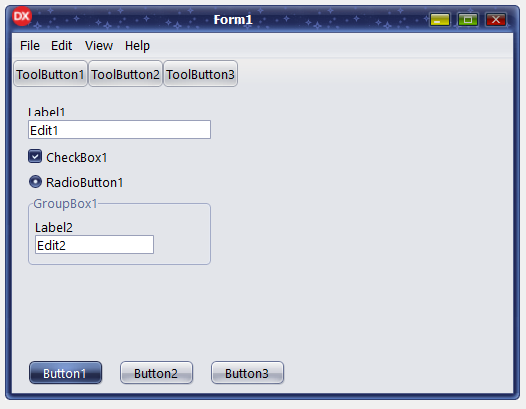 DX Form1
File Edit View Help
ToolButton1 ToolButton2 ToolButton3
Label1
Edit1
CheckBox1
RadioButton1
GroupBox1
Label2
Edit2
Button1 Button2 Button3